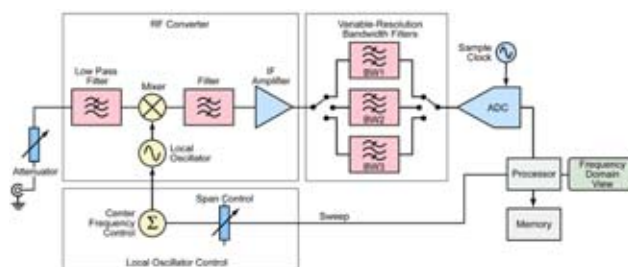 RF Converter
Variable-Resolution
Bandwidth Filters
Low Pass
Filter
Mixer
Filter
IF
Amplifier
BW1
BW2
BW3
Sample
Clock
ADC
Attenuator
Local
Oscillator
Processor
Frequency
Domain
View
Memory
Center
Frequency
Control
Σ
Span Control
Sweep
Local Oscillator Control